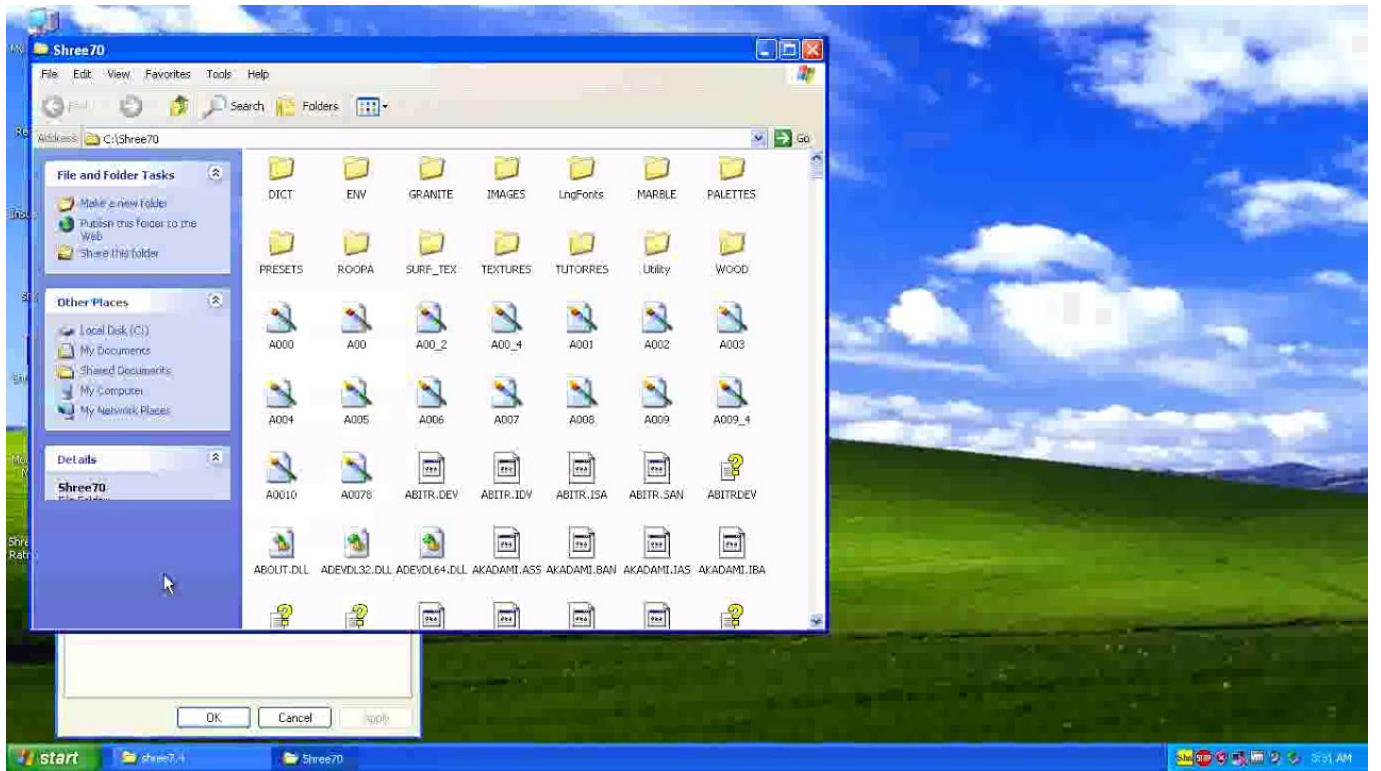 Shree70
File Edit View Favorites Tools Help
Search Folders
Address C:\Shree70 Go
File and Folder Tasks
Make a new folder
Publish this folder to the
Web
Share this folder
Other Places
Local Disk (C:)
My Documents
Shared Documents
My Computer
My Network Places
Details
Shree70
File Folder
DICT ENV GRANITE IMAGES LngFonts MARBLE PALETTES
PRESETS ROOPA SURF_TEX TEXTURES TUTORRES Utility WOOD
A000 A00 A00_2 A00_4 A001 A002 A003
A004 A005 A006 A007 A008 A009 A009_4
A0010 A0078 ABITR.DEV ABITR.IDV ABITR.ISA ABITR.SAN ABITRDEV
ABOUT.DLL ADEVDL32.DLL ADEVDL64.DLL AKADAMI.ASS AKADAMI.BAN AKADAMI.IAS AKADAMI.IBA
OK Cancel Apply
start Shree70